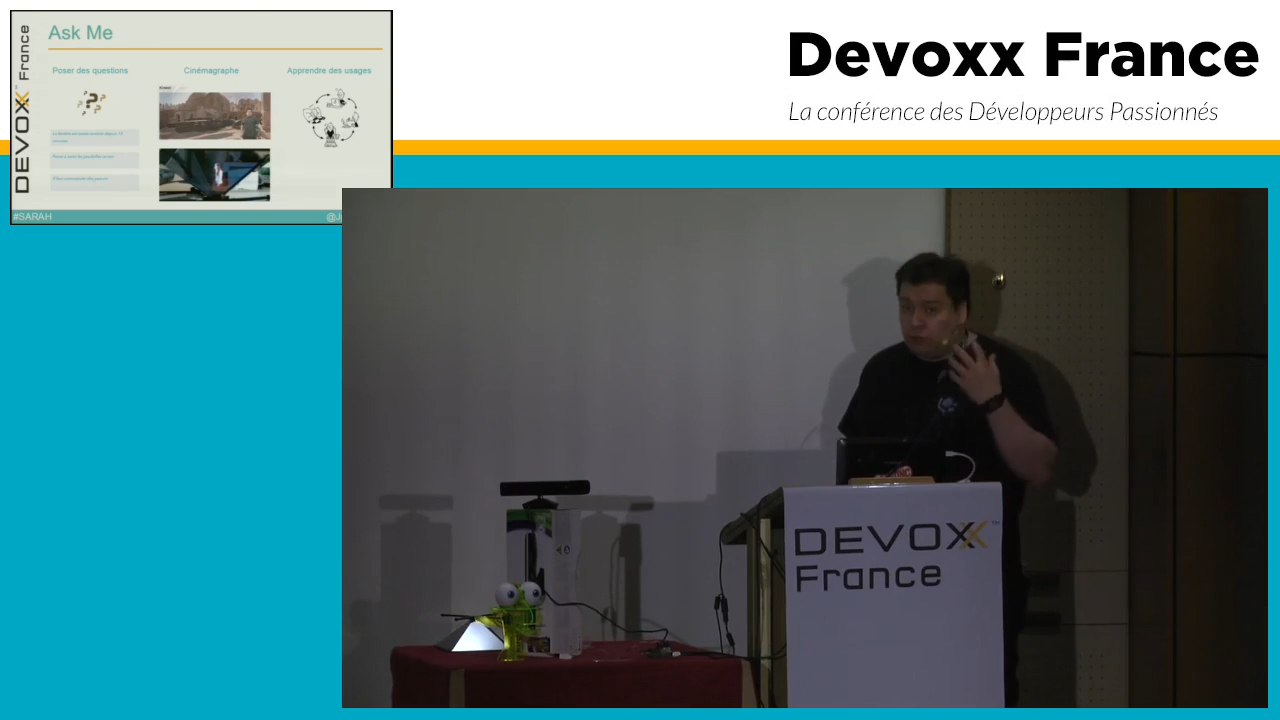 Ask Me
DEVOXX France
Poser des questions
Cinémagraphe
Apprendre des usages
#SARAH
Devoxx France
La conférence des Développeurs Passionnés
DEVOXX™
France